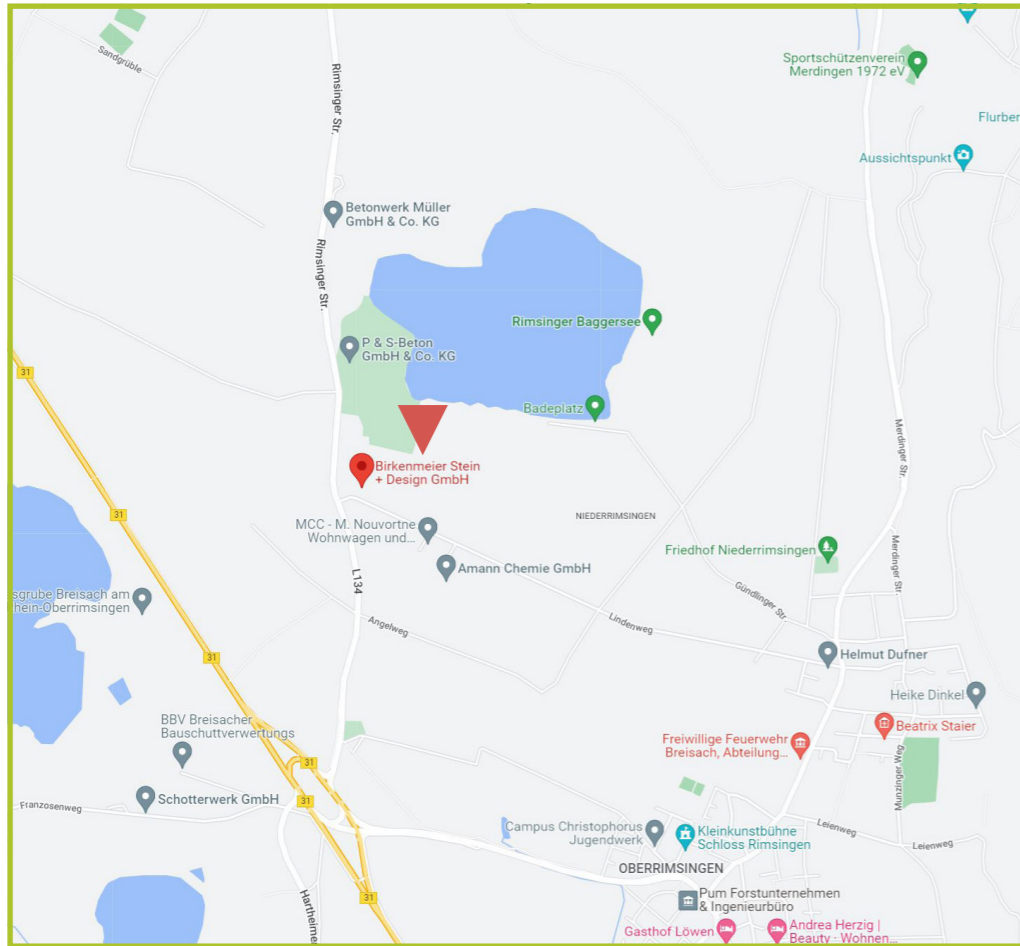 Sandgrüble
Rimsinger Str.
Sportschützenverein
Merdingen 1972 eV
Flurber
Aussichtspunkt
Betonwerk Müller
GmbH & Co. KG
Rimsinger Str.
Rimsinger Baggersee
P & S-Beton
GmbH & Co. KG
31
Badeplatz
Merdinger Str.
Birkenmeier Stein
+ Design GmbH
31
MCC - M. Nouvortne
Wohnwagen und...
NIEDERRIMSINGEN
Friedhof Niederrimsingen
Merdinger Str.
Amann Chemie GmbH
L134
sgrube Breisach am
hein-Oberrimsingen
Gündlinger Str.
Angelweg
Lindenweg
31
Helmut Dufner
Heike Dinkel
BBV Breisacher
Bauschuttverwertungs
Beatrix Staier
Freiwillige Feuerwehr
Breisach, Abteilung...
31
Munzinger Weg
Franzosenweg
Schotterwerk GmbH
31
Campus Christophorus
Jugendwerk
Kleinkunstbühne
Schloss Rimsingen
Leienweg
Leienweg
OBERRIMSINGEN
Hartheimer
31
Pum Forstunternehmen
& Ingenieurbüro
Gasthof Löwen
Andrea Herzig |
Beauty · Wohnen...